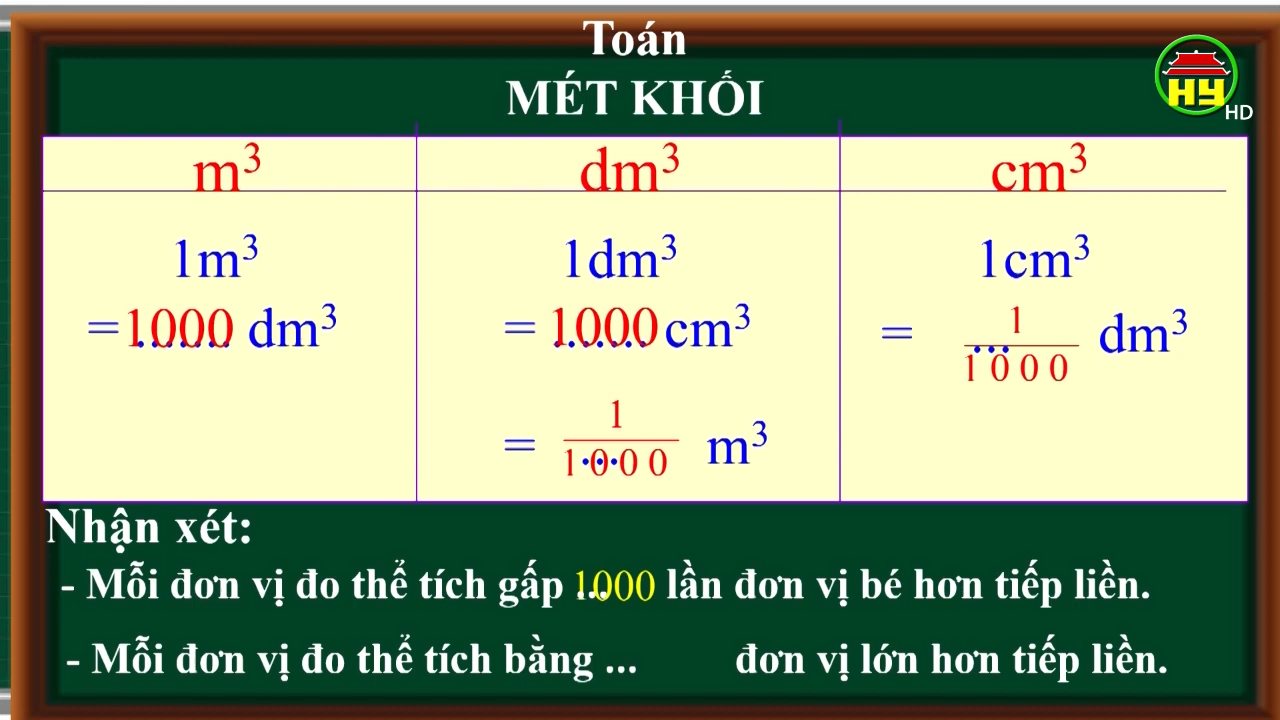 Toán
MÉT KHỐI
HY HD
m³ dm³ cm³
1m³ 1dm³ 1cm³
=1000 dm³ = 1000 cm³ = 1/1000 dm³
= 1/1000 m³
Nhận xét:
- Mỗi đơn vị đo thể tích gấp 1000 lần đơn vị bé hơn tiếp liền.
- Mỗi đơn vị đo thể tích bằng ... đơn vị lớn hơn tiếp liền.